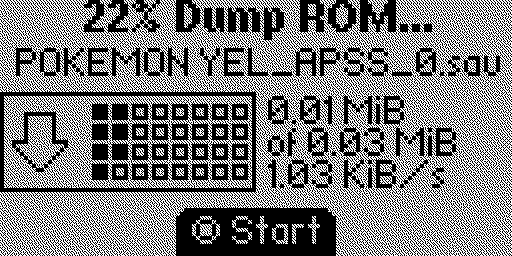 22% Dump ROM...
POKEMON YEL_APSS_0.sav
0.01 MiB
of 0.03 MiB
1.03 KiB/s
Start